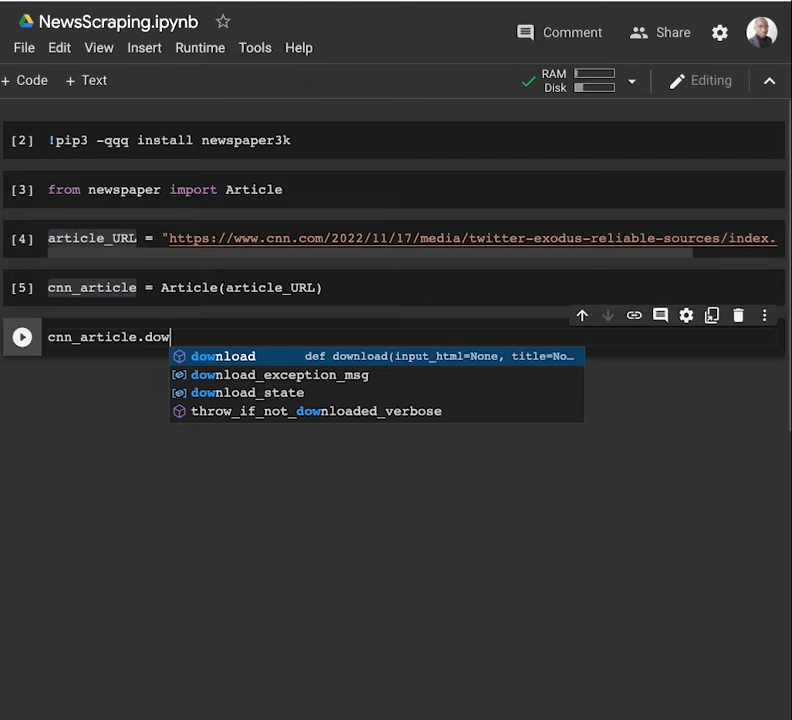 NewsScraping.ipynb
File Edit View Insert Runtime Tools Help
Comment Share
+ Code + Text
RAM
Disk
Editing
[2] !pip3 -qqq install newspaper3k
[3] from newspaper import Article
[4] article_URL = "https://www.cnn.com/2022/11/17/media/twitter-exodus-reliable-sources/index.
[5] cnn_article = Article(article_URL)
cnn_article.dow
download def download(input_html=None, title=No…
download_exception_msg
download_state
throw_if_not_downloaded_verbose